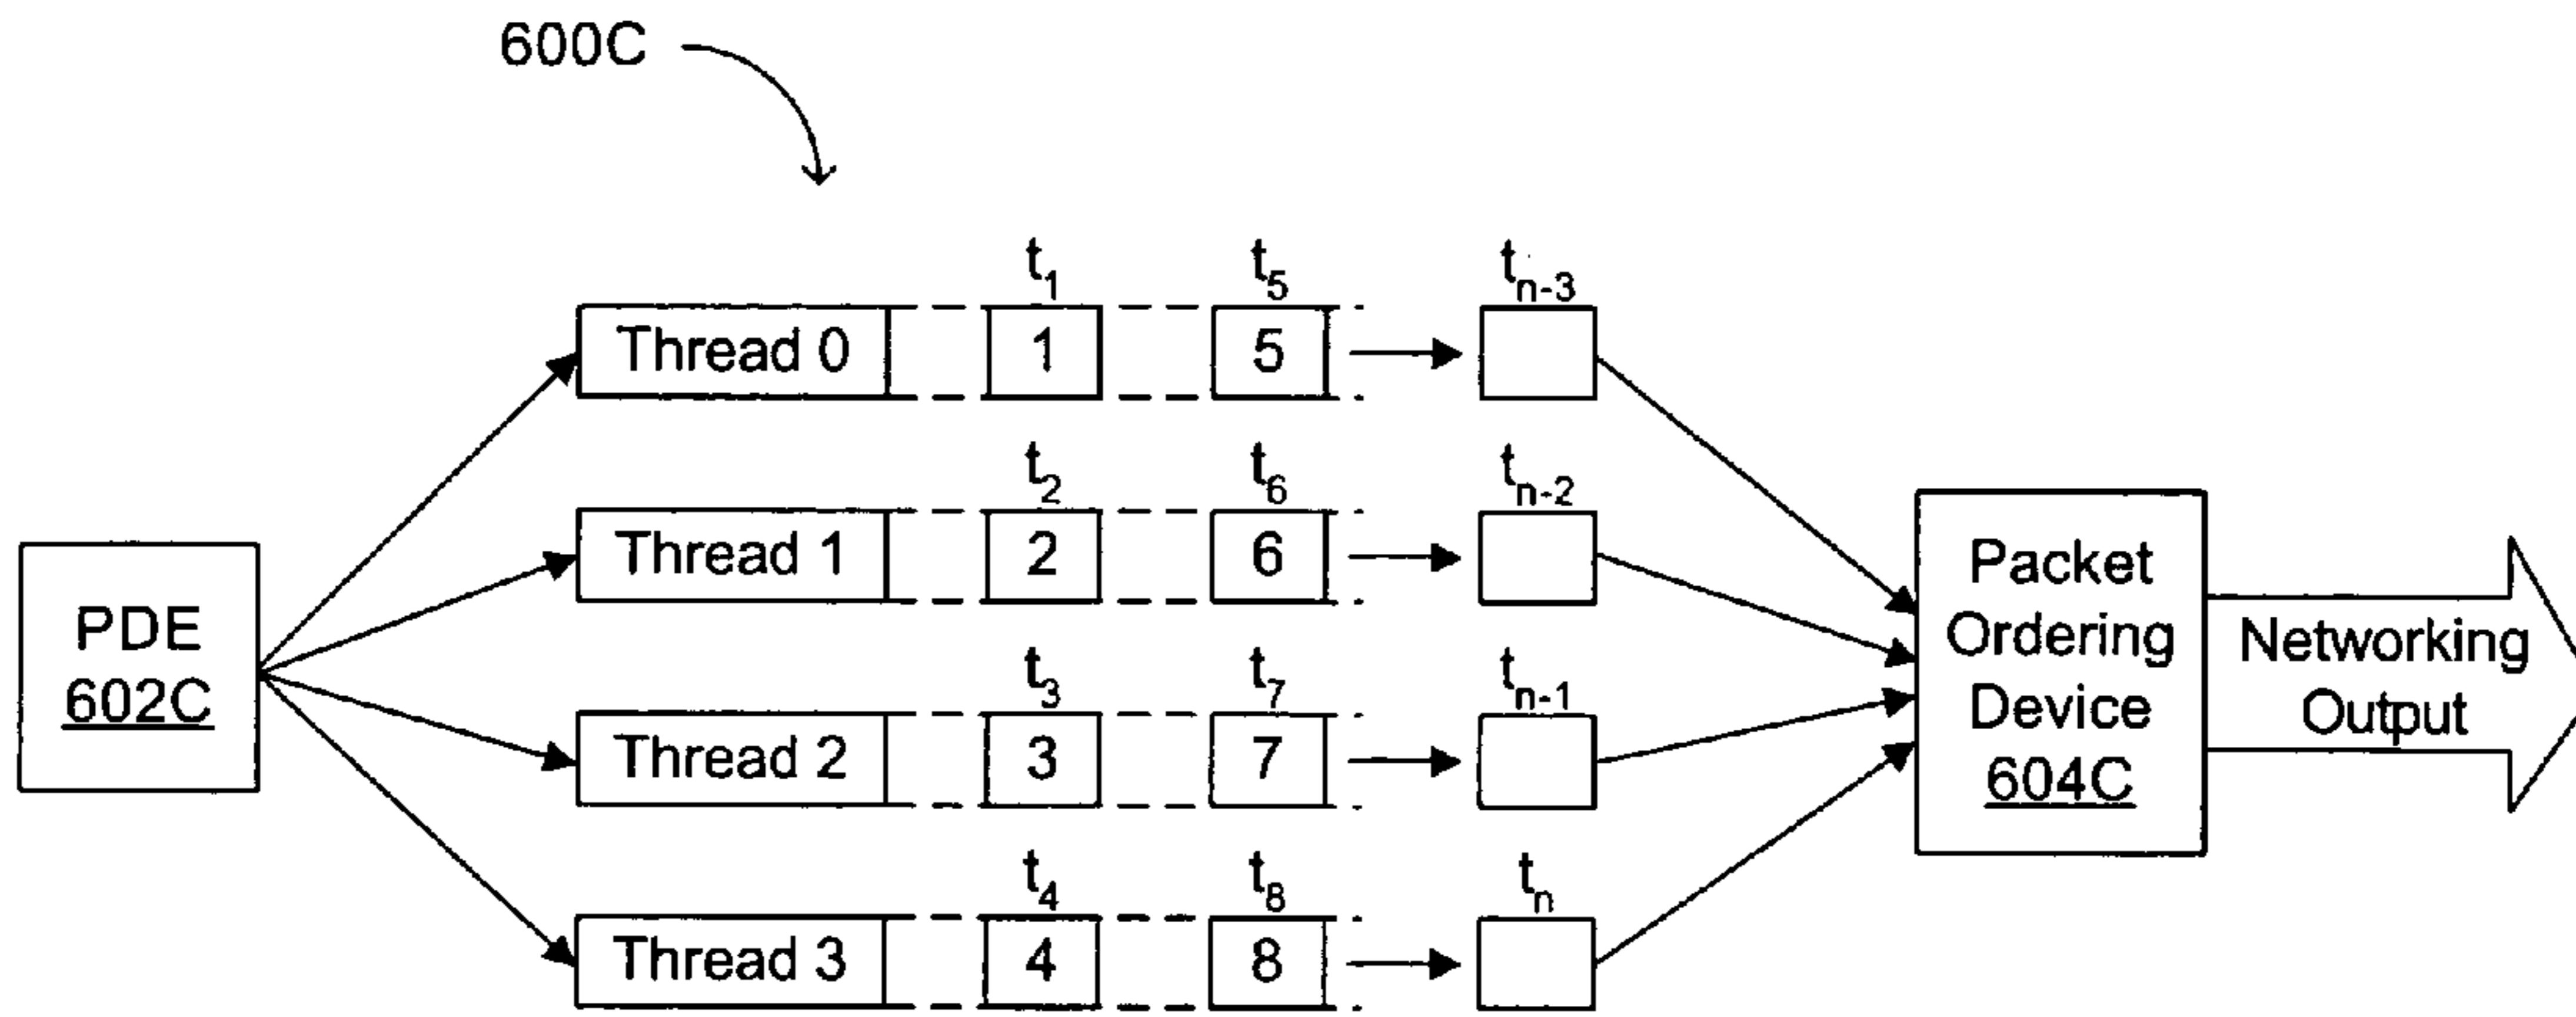 600C
t1 t5 tn-3
Thread 0 1 5
t2 t6 tn-2
Thread 1 2 6
PDE
602C
t3 t7 tn-1
Thread 2 3 7
t4 t8 tn
Thread 3 4 8
Packet
Ordering
Device
604C
Networking
Output